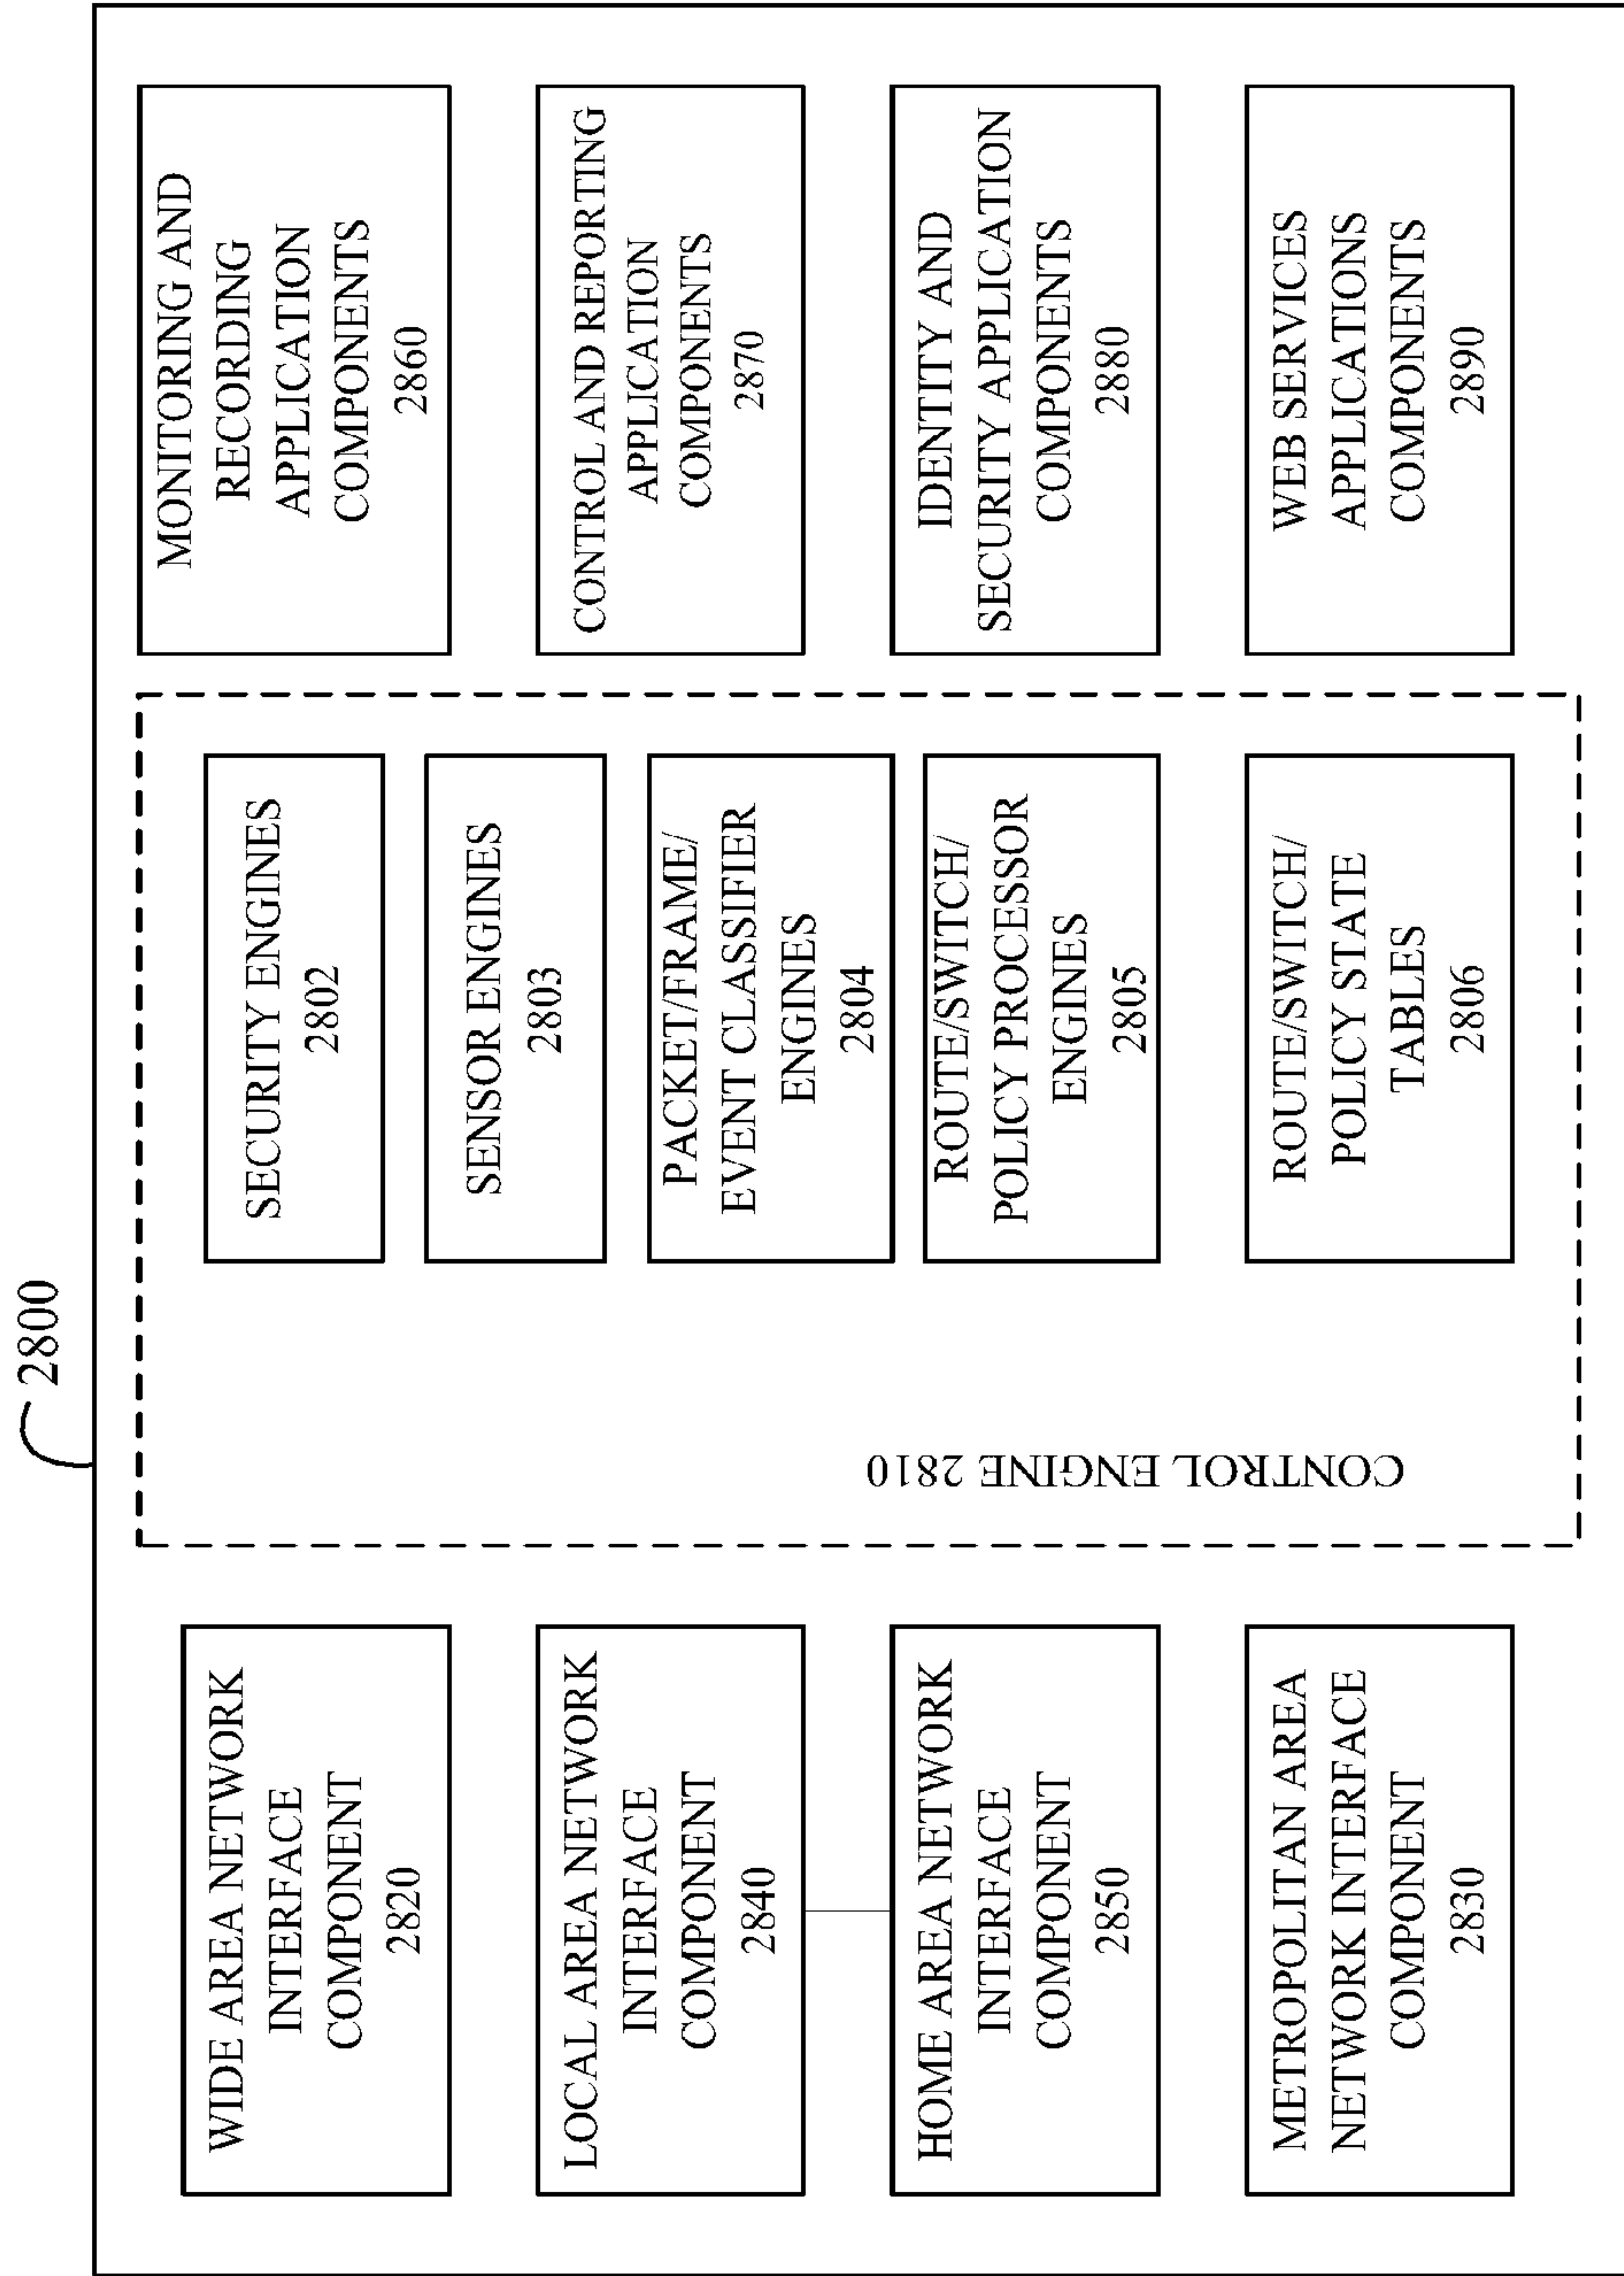 2800
WIDE AREA NETWORK
INTERFACE
COMPONENT
2820
LOCAL AREA NETWORK
INTERFACE
COMPONENT
2840
HOME AREA NETWORK
INTERFACE
COMPONENT
2850
METROPOLITAN AREA
NETWORK INTERFACE
COMPONENT
2830
CONTROL ENGINE 2810
SECURITY ENGINES
2802
SENSOR ENGINES
2803
PACKET/FRAME/
EVENT CLASSIFIER
ENGINES
2804
ROUTE/SWITCH/
POLICY PROCESSOR
ENGINES
2805
ROUTE/SWITCH/
POLICY STATE
TABLES
2806
MONITORING AND
RECORDING
APPLICATION
COMPONENTS
2860
CONTROL AND REPORTING
APPLICATION
COMPONENTS
2870
IDENTITY AND
SECURITY APPLICATION
COMPONENTS
2880
WEB SERVICES
APPLICATIONS
COMPONENTS
2890